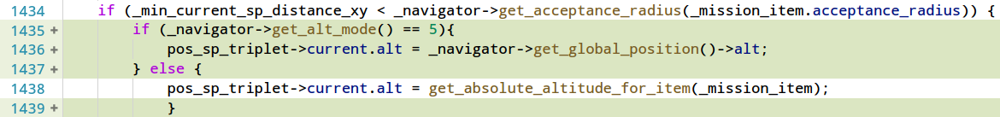 1434 if (_min_current_sp_distance_xy < _navigator->get_acceptance_radius(_mission_item.acceptance_radius)) {
1435 + if (_navigator->get_alt_mode() == 5){
1436 + pos_sp_triplet->current.alt = _navigator->get_global_position()->alt;
1437 + } else {
1438 pos_sp_triplet->current.alt = get_absolute_altitude_for_item(_mission_item);
1439 + }